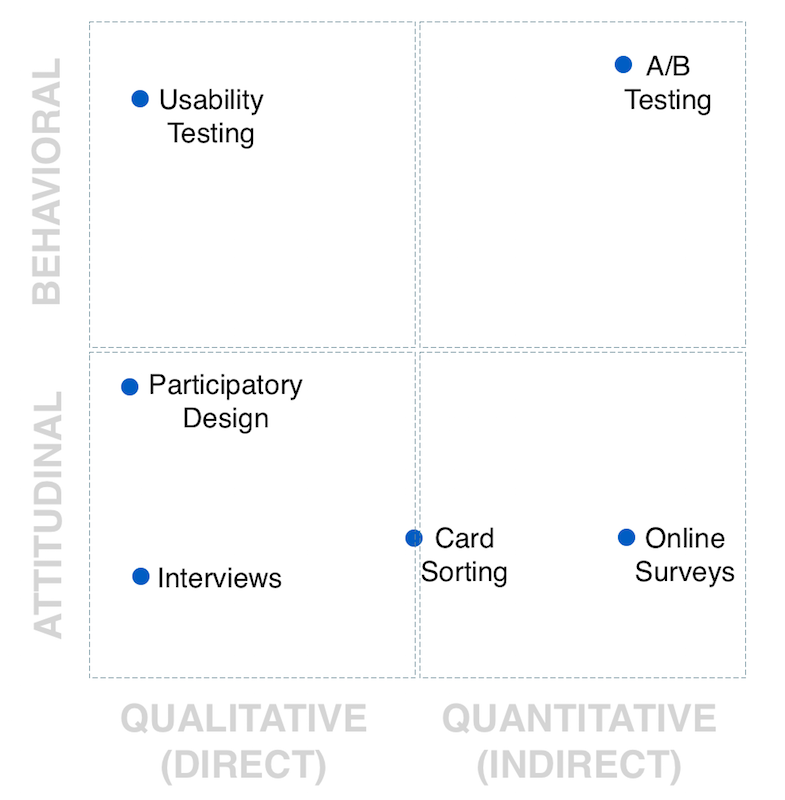 BEHAVIORAL
Usability
Testing
A/B
Testing
ATTITUDINAL
Participatory
Design
Interviews
Card
Sorting
Online
Surveys
QUALITATIVE
(DIRECT)
QUANTITATIVE
(INDIRECT)